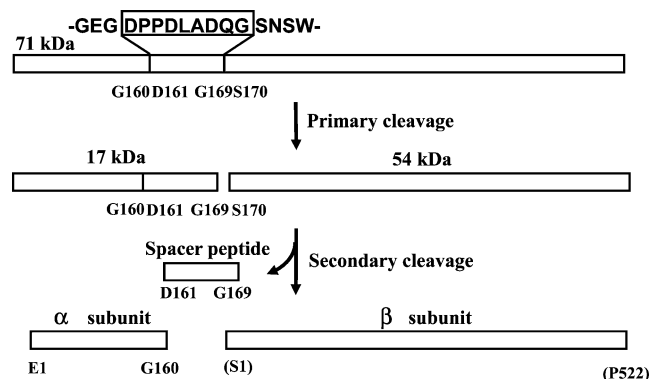 -GEG DPPDLADQG SNSW-
71 kDa
G160 D161 G169 S170
Primary cleavage
17 kDa 54 kDa
G160 D161 G169 S170
Spacer peptide
Secondary cleavage
D161 G169
α subunit β subunit
E1 G160 (S1) (P522)